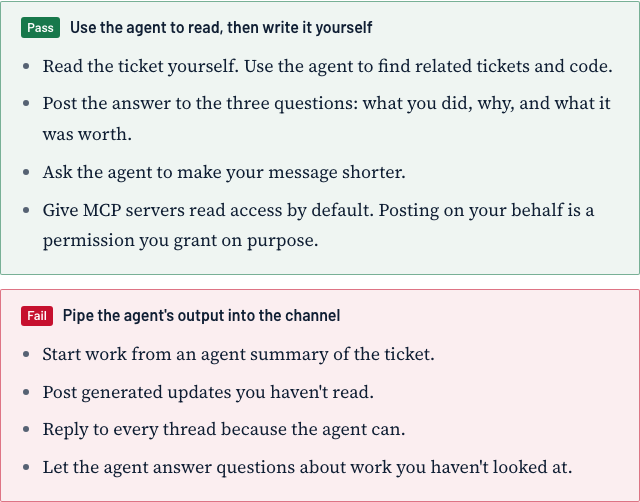 Pass Use the agent to read, then write it yourself
Read the ticket yourself. Use the agent to find related tickets and code.
Post the answer to the three questions: what you did, why, and what it
was worth.
Ask the agent to make your message shorter.
Give MCP servers read access by default. Posting on your behalf is a
permission you grant on purpose.
Fail Pipe the agent's output into the channel
Start work from an agent summary of the ticket.
Post generated updates you haven't read.
Reply to every thread because the agent can.
Let the agent answer questions about work you haven't looked at.